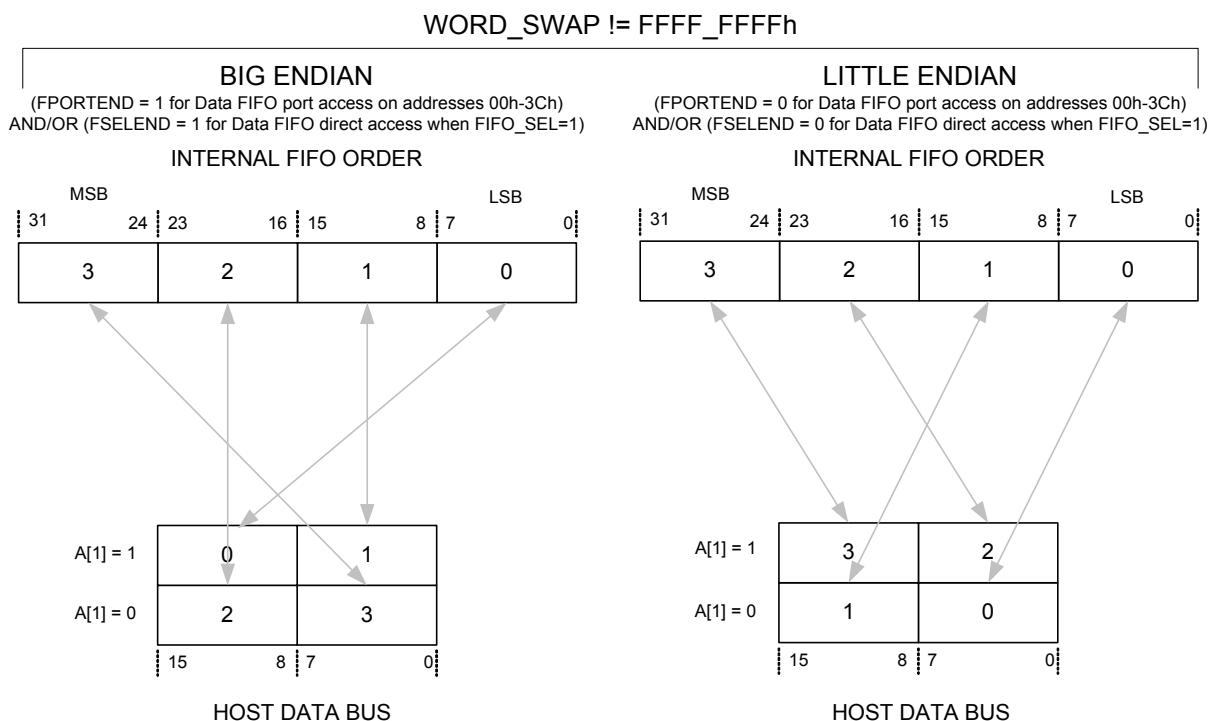 WORD_SWAP != FFFF_FFFFh
BIG ENDIAN
(FPORTEND = 1 for Data FIFO port access on addresses 00h-3Ch)
AND/OR (FSELEND = 1 for Data FIFO direct access when FIFO_SEL=1)
INTERNAL FIFO ORDER
MSB LSB
31 24 23 16 15 8 7 0
3 2 1 0
A[1] = 1 0 1
A[1] = 0 2 3
15 8 7 0
HOST DATA BUS
LITTLE ENDIAN
(FPORTEND = 0 for Data FIFO port access on addresses 00h-3Ch)
AND/OR (FSELEND = 0 for Data FIFO direct access when FIFO_SEL=1)
INTERNAL FIFO ORDER
MSB LSB
31 24 23 16 15 8 7 0
3 2 1 0
A[1] = 1 3 2
A[1] = 0 1 0
15 8 7 0
HOST DATA BUS